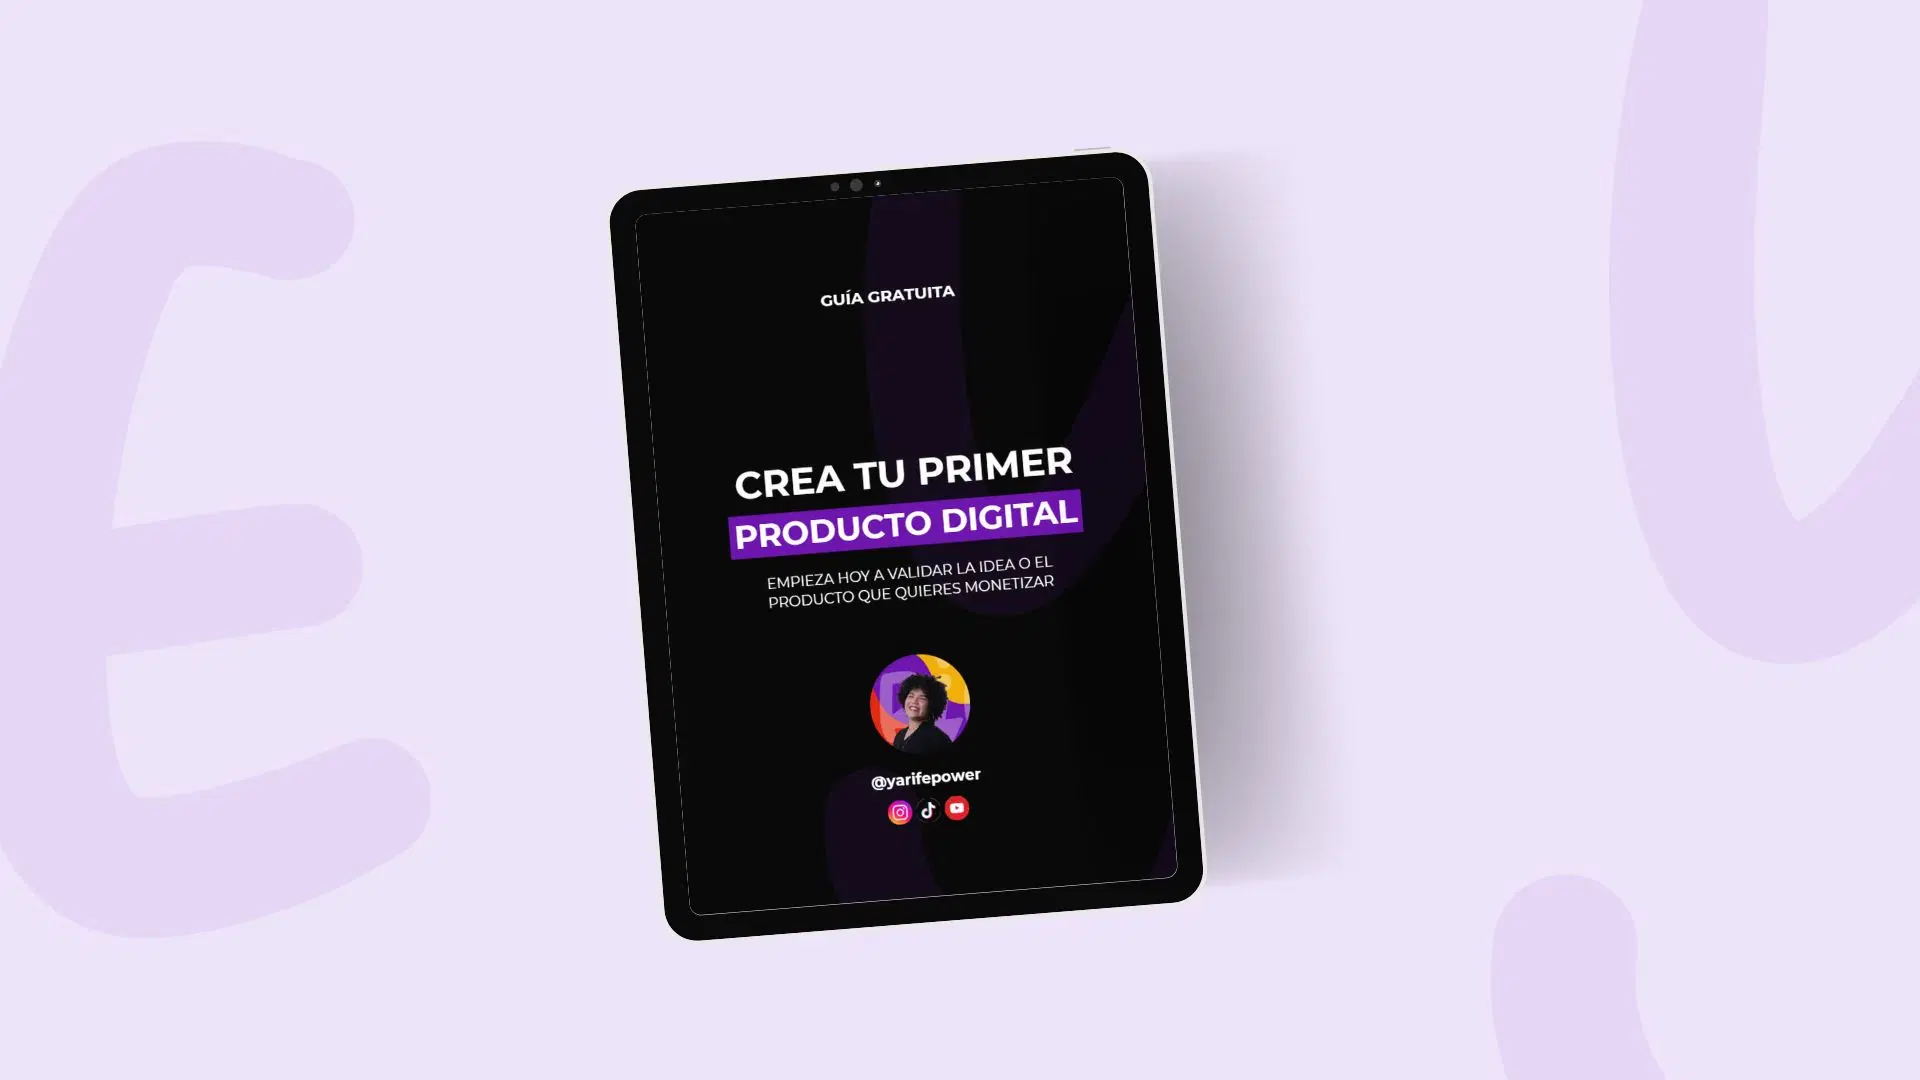 GUÍA GRATUITA
CREA TU PRIMER
PRODUCTO DIGITAL
EMPIEZA HOY A VALIDAR LA IDEA O EL
PRODUCTO QUE QUIERES MONETIZAR
@yarifepower